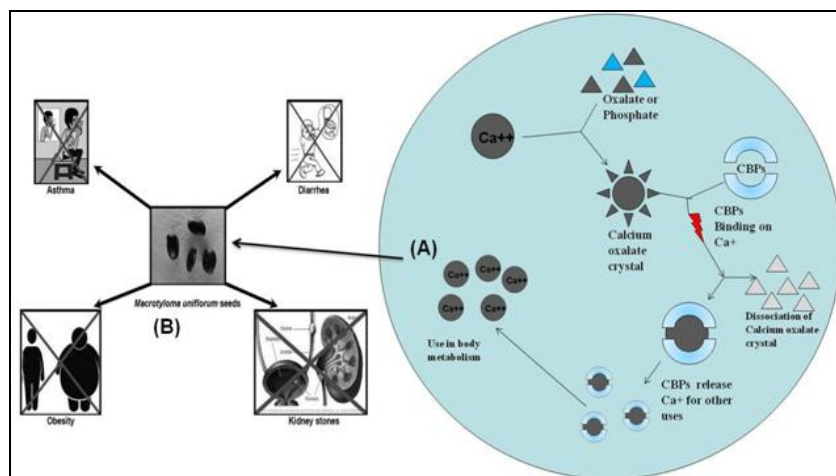 Asthma
Diarrhea
Macrotyloma uniflorum seeds
(B)
Obesity
Kidney stones
(A)
Oxalate or
Phosphate
Ca++
CBPs
Calcium
oxalate
crystal
CBPs
Binding on
Ca+
Ca++
Ca++
Ca++
Ca++
Ca++
Use in body
metabolism
Dissociation of
Calcium oxalate
crystal
CBPs release
Ca+ for other
uses